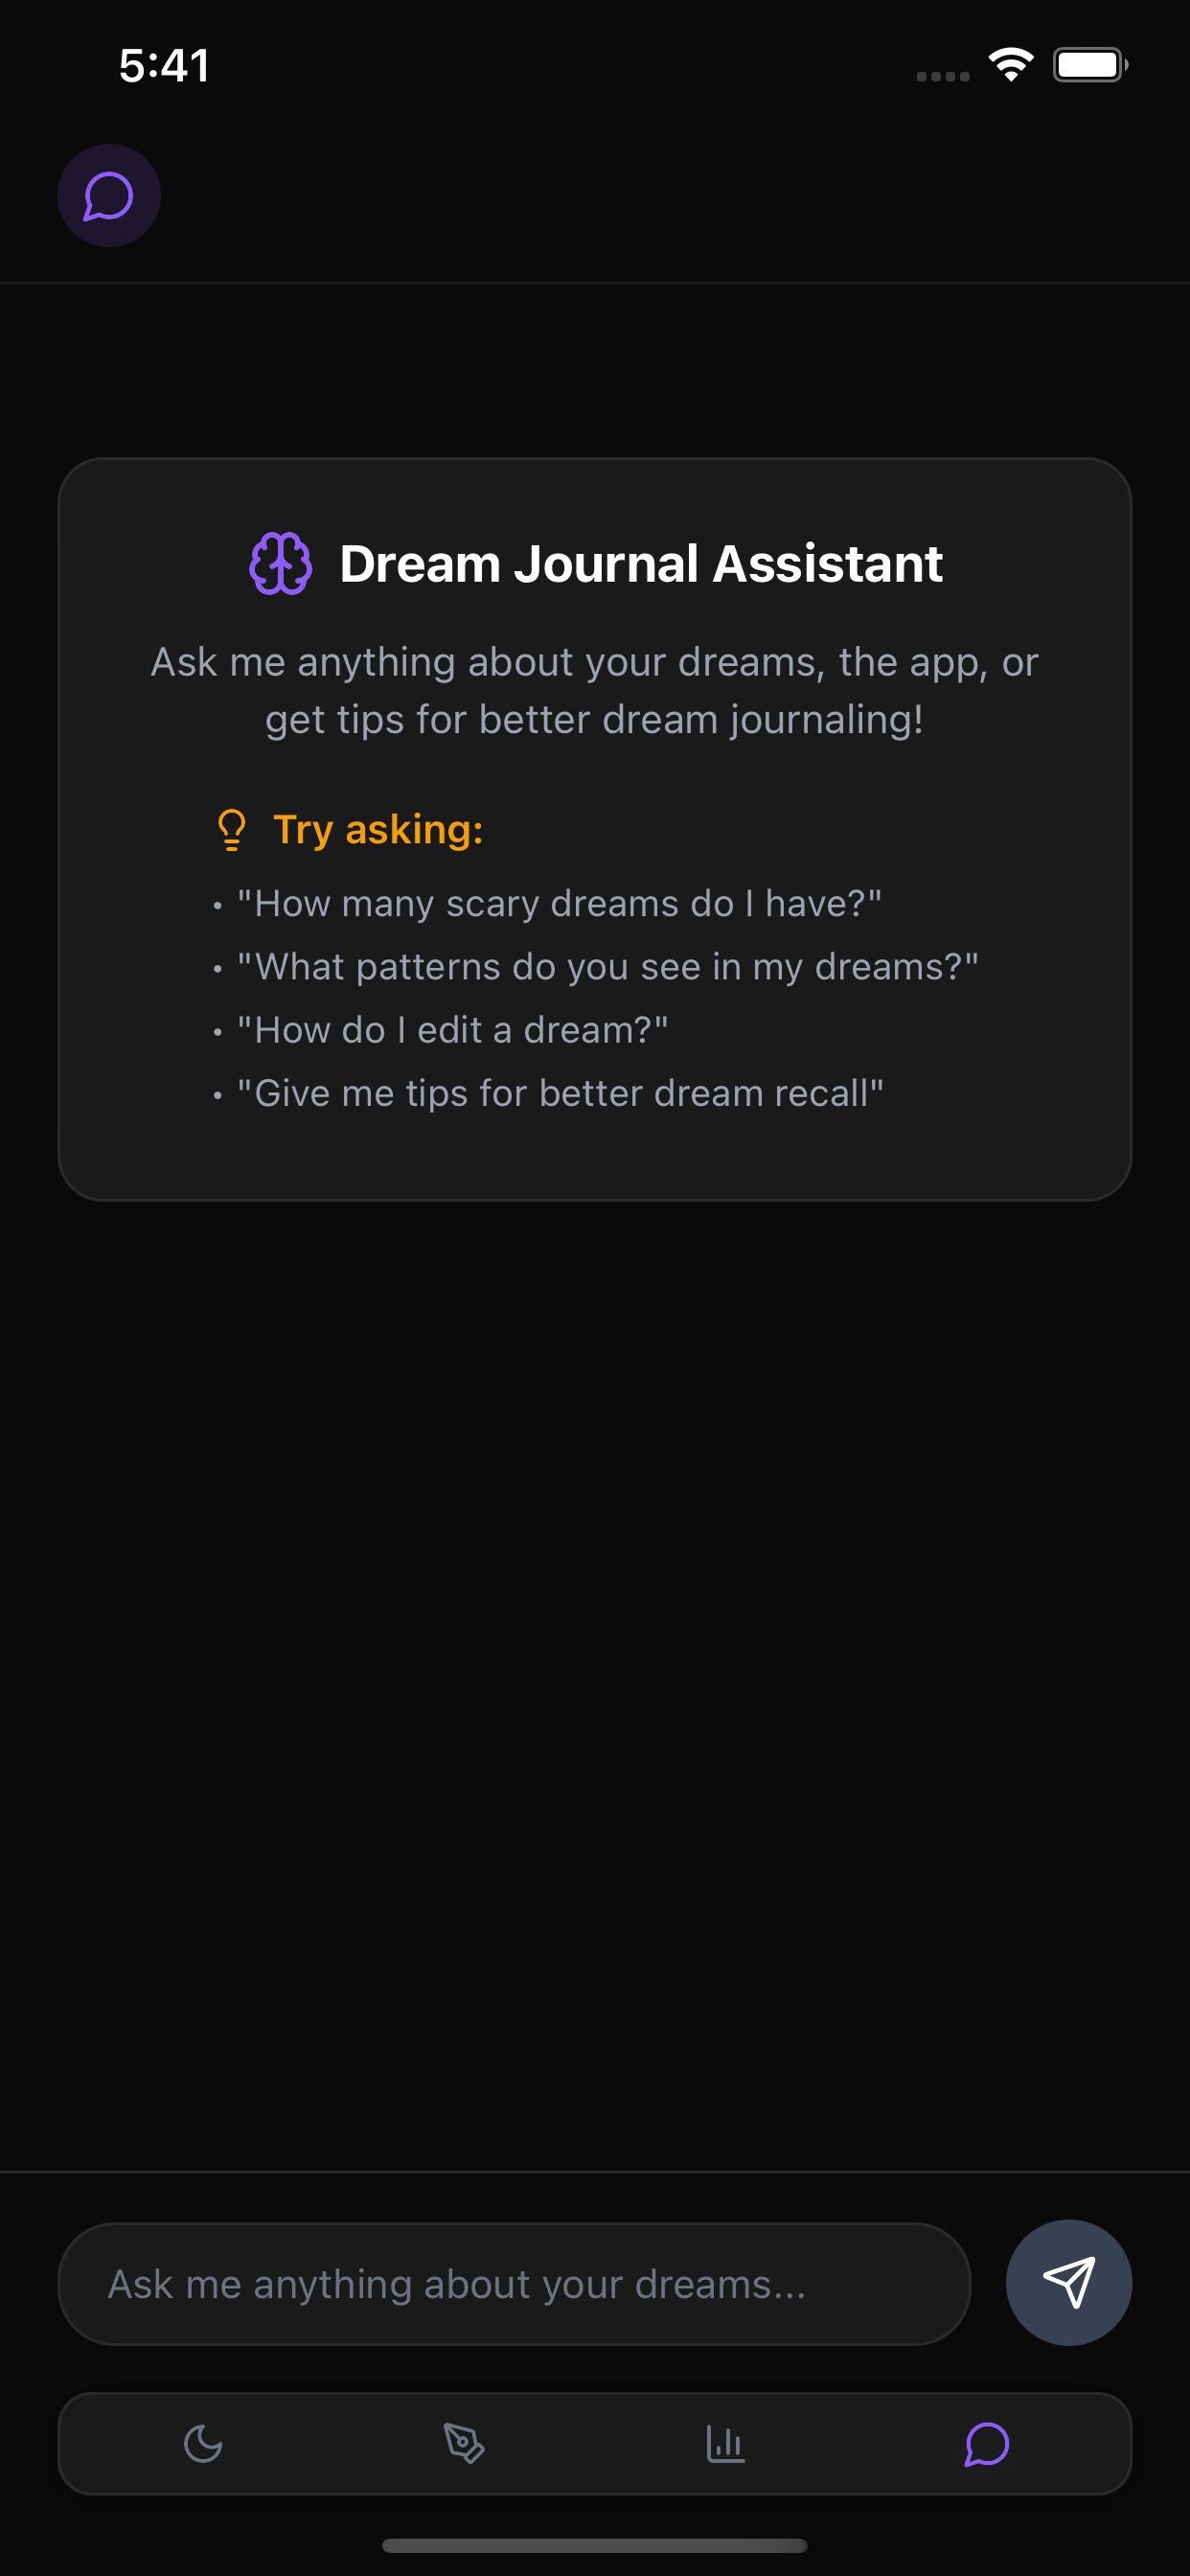 5:41
Dream Journal Assistant
Ask me anything about your dreams, the app, or
get tips for better dream journaling!
Try asking:
• "How many scary dreams do I have?"
• "What patterns do you see in my dreams?"
• "How do I edit a dream?"
• "Give me tips for better dream recall"
Ask me anything about your dreams...